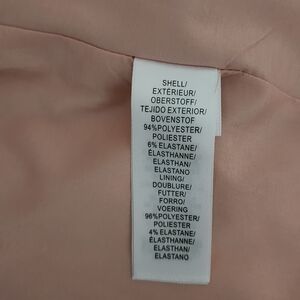 SHELL/
EXTÉRIEUR/
OBERSTOFF/
TEJIDO EXTERIOR/
BOVENSTOF
94%POLYESTER/
POLIESTER
6% ELASTANE/
ÉLASTHANNE/
ELASTHAN/
ELASTANO
LINING/
DOUBLURE/
FUTTER/
FORRO/
VOERING
96%POLYESTER/
POLIESTER
4% ELASTANE/
ÉLASTHANNE/
ELASTHAN/
ELASTANO